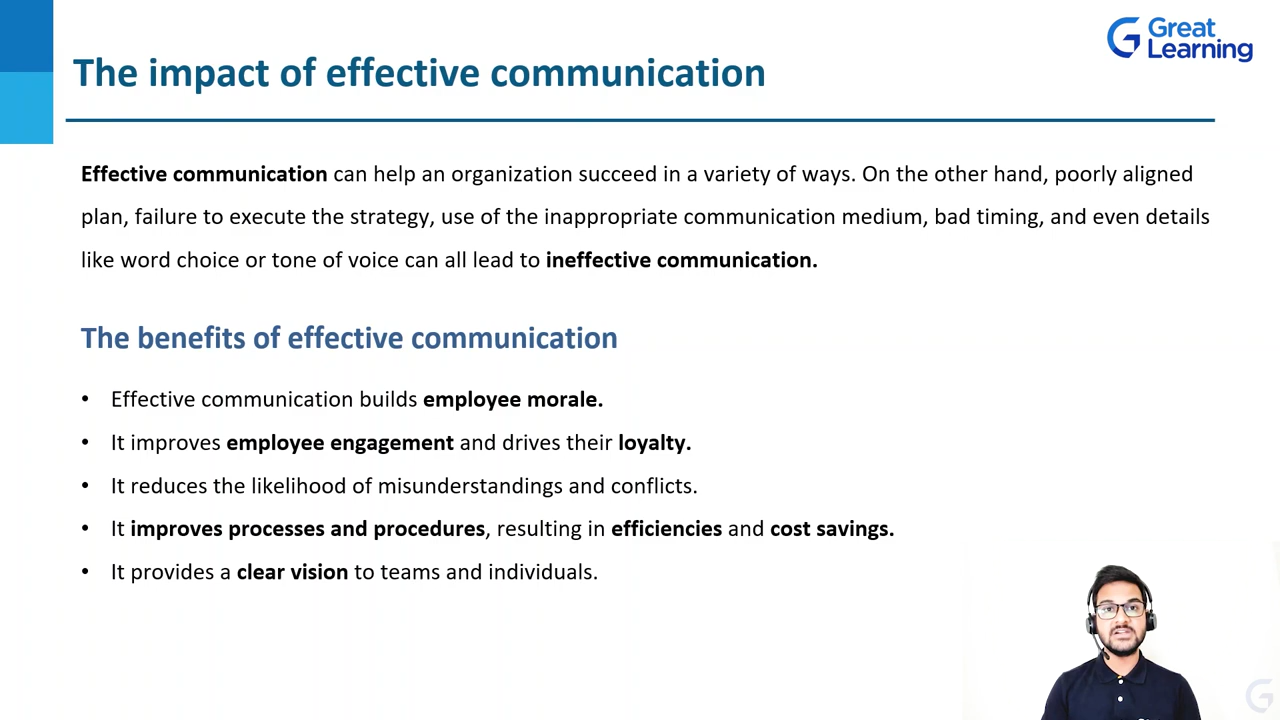 Great
Learning
The impact of effective communication
Effective communication can help an organization succeed in a variety of ways. On the other hand, poorly aligned
plan, failure to execute the strategy, use of the inappropriate communication medium, bad timing, and even details
like word choice or tone of voice can all lead to ineffective communication.
The benefits of effective communication
• Effective communication builds employee morale.
• It improves employee engagement and drives their loyalty.
• It reduces the likelihood of misunderstandings and conflicts.
• It improves processes and procedures, resulting in efficiencies and cost savings.
• It provides a clear vision to teams and individuals.